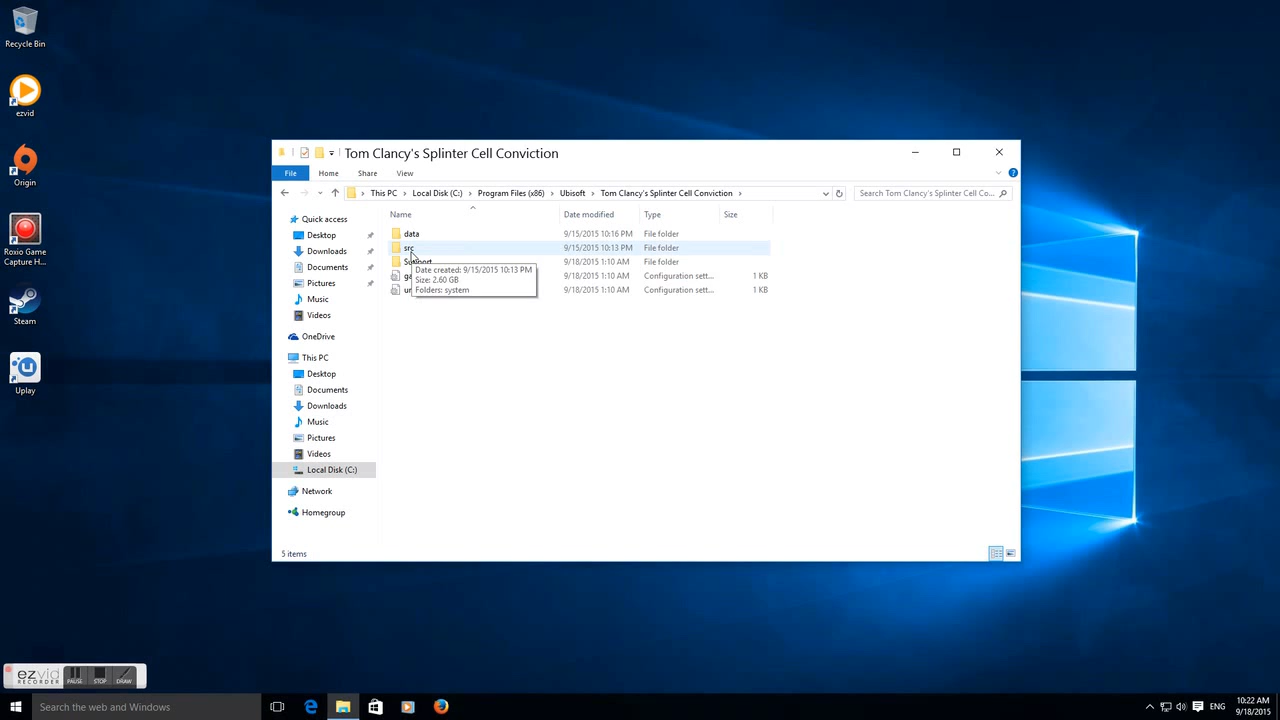 Recycle Bin
ezvid
Origin
Roxio Game
Capture H...
Steam
Uplay
Tom Clancy's Splinter Cell Conviction
File Home Share View
This PC Local Disk (C:) Program Files (x86) Ubisoft Tom Clancy's Splinter Cell Conviction
Search Tom Clancy's Splinter Cell Co...
Name Date modified Type Size
Quick access
Desktop
Downloads
Documents
Pictures
Music
Videos
OneDrive
This PC
Desktop
Documents
Downloads
Music
Pictures
Videos
Local Disk (C:)
Network
Homegroup
data 9/15/2015 10:16 PM File folder
src 9/15/2015 10:13 PM File folder
Support 9/18/2015 1:10 AM File folder
9/18/2015 1:10 AM Configuration sett... 1 KB
9/18/2015 1:10 AM Configuration sett... 1 KB
Date created: 9/15/2015 10:13 PM
Size: 2.60 GB
Folders: system
5 items
ezvid
RECORDER
PAUSE STOP DRAW
Search the web and Windows
ENG
10:22 AM
9/18/2015